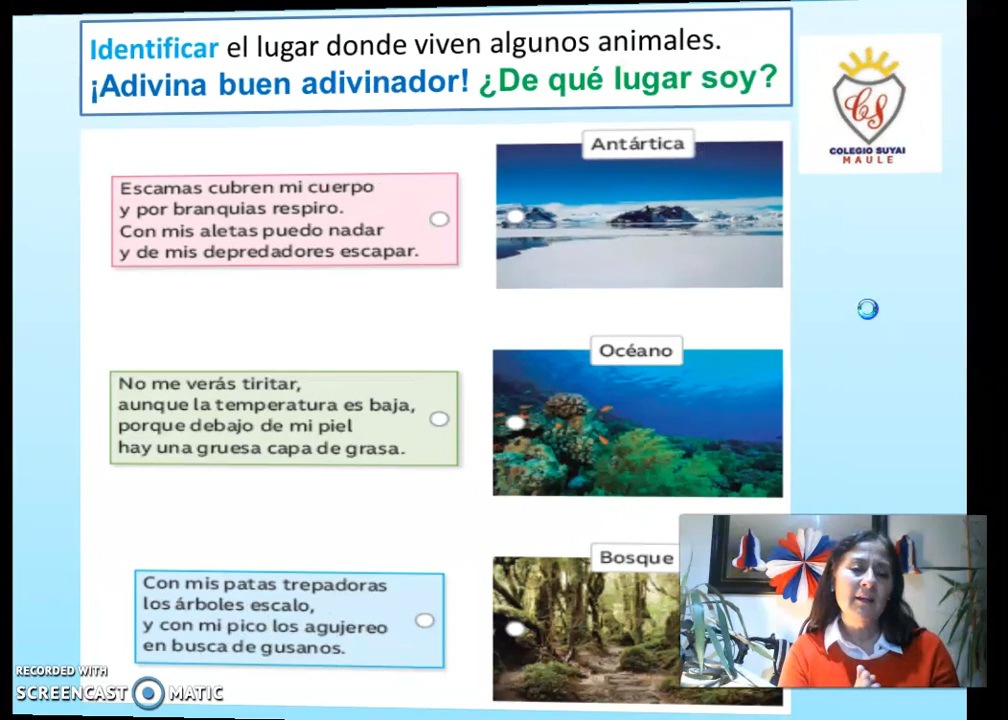 Identificar el lugar donde viven algunos animales.
¡Adivina buen adivinador! ¿De qué lugar soy?
CS
COLEGIO SUYAI
MAULE
Antártica
Escamas cubren mi cuerpo
y por branquias respiro.
Con mis aletas puedo nadar
y de mis depredadores escapar.
Océano
No me verás tiritar,
aunque la temperatura es baja,
porque debajo de mi piel
hay una gruesa capa de grasa.
Bosque
Con mis patas trepadoras
los árboles escalo,
y con mi pico los agujereo
en busca de gusanos.
RECORDED WITH
SCREENCAST MATIC